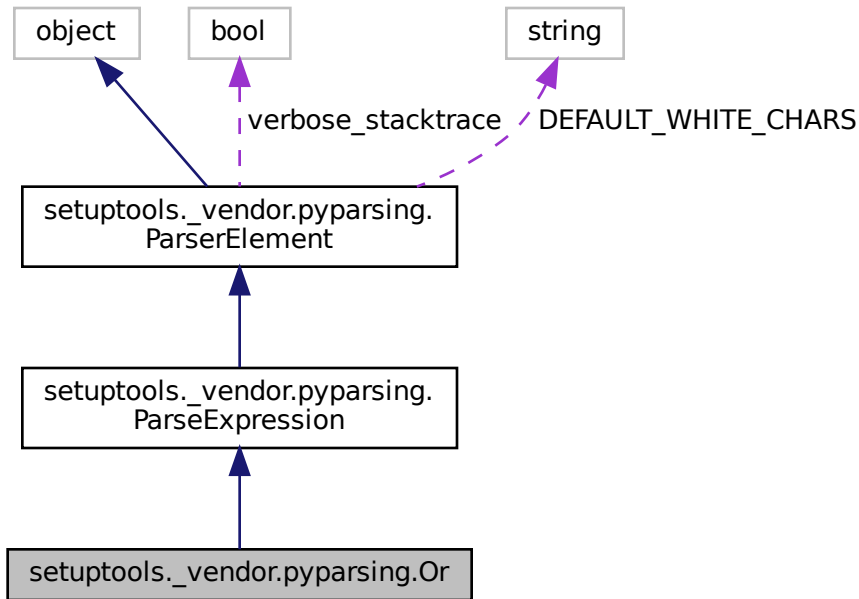 object
bool
string
verbose_stacktrace
DEFAULT_WHITE_CHARS
setuptools._vendor.pyparsing.
ParserElement
setuptools._vendor.pyparsing.
ParseExpression
setuptools._vendor.pyparsing.Or